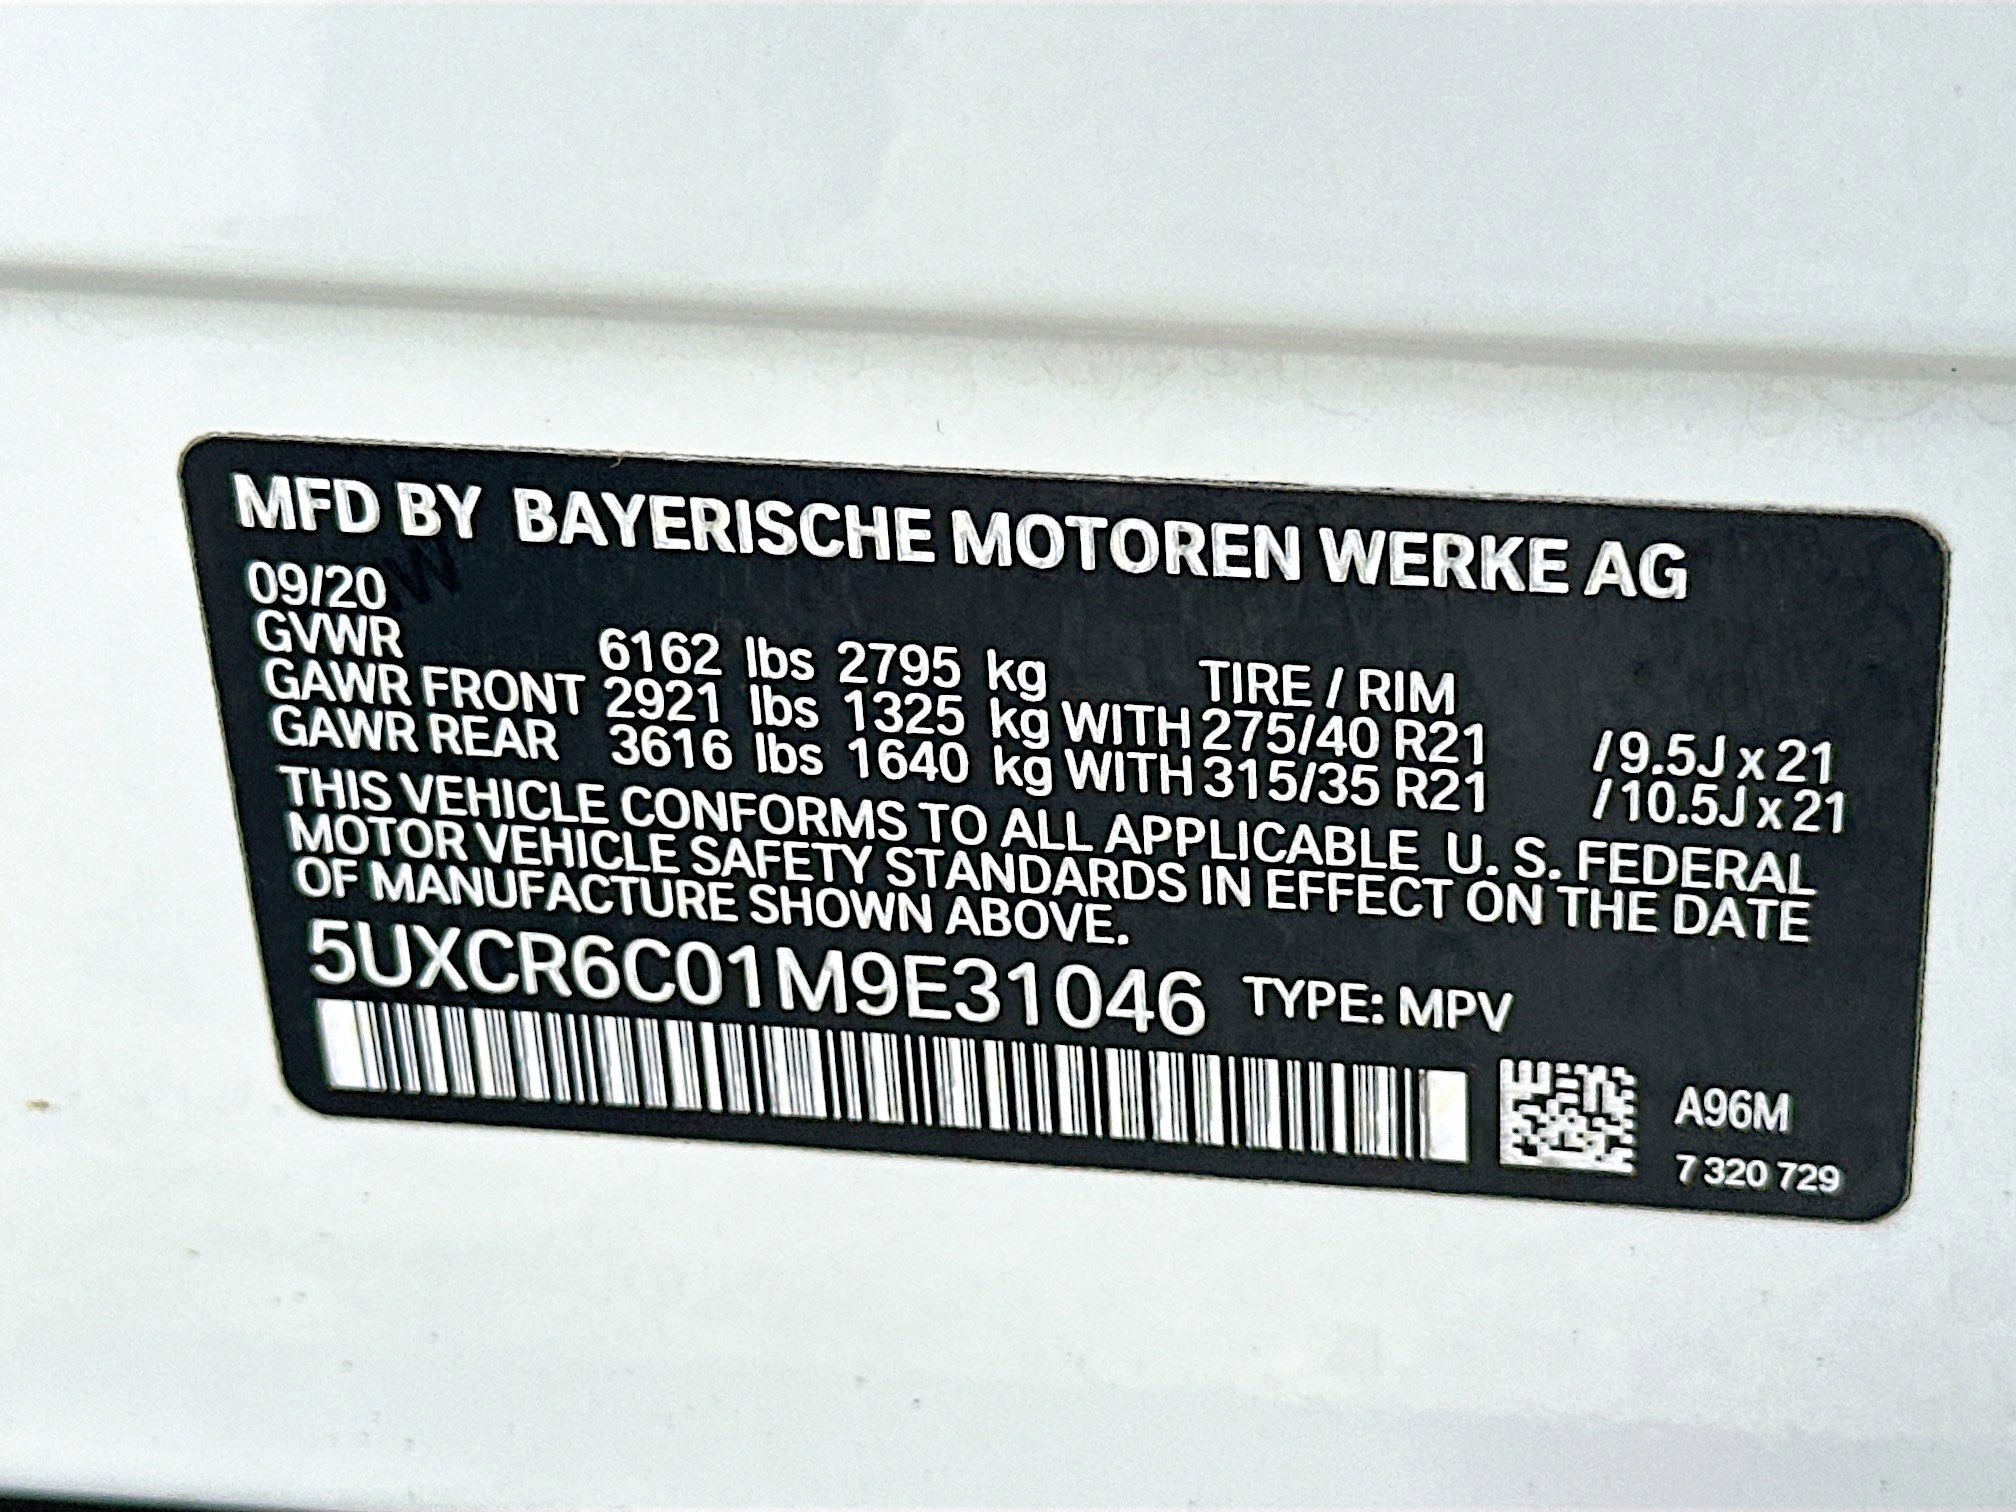 MFD BY BAYERISCHE MOTOREN WERKE AG
09/20
GVWR 6162 lbs 2795 kg TIRE / RIM
GAWR FRONT 2921 lbs 1325 kg WITH 275/40 R21 /9.5J x 21
GAWR REAR 3616 lbs 1640 kg WITH 315/35 R21 /10.5J x 21
THIS VEHICLE CONFORMS TO ALL APPLICABLE U. S. FEDERAL
MOTOR VEHICLE SAFETY STANDARDS IN EFFECT ON THE DATE
OF MANUFACTURE SHOWN ABOVE.
5UXCR6C01M9E31046 TYPE: MPV
A96M
7 320 729